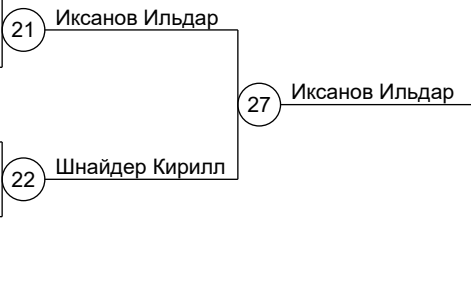 21 Иксанов Ильдар
27 Иксанов Ильдар
22 Шнайдер Кирилл